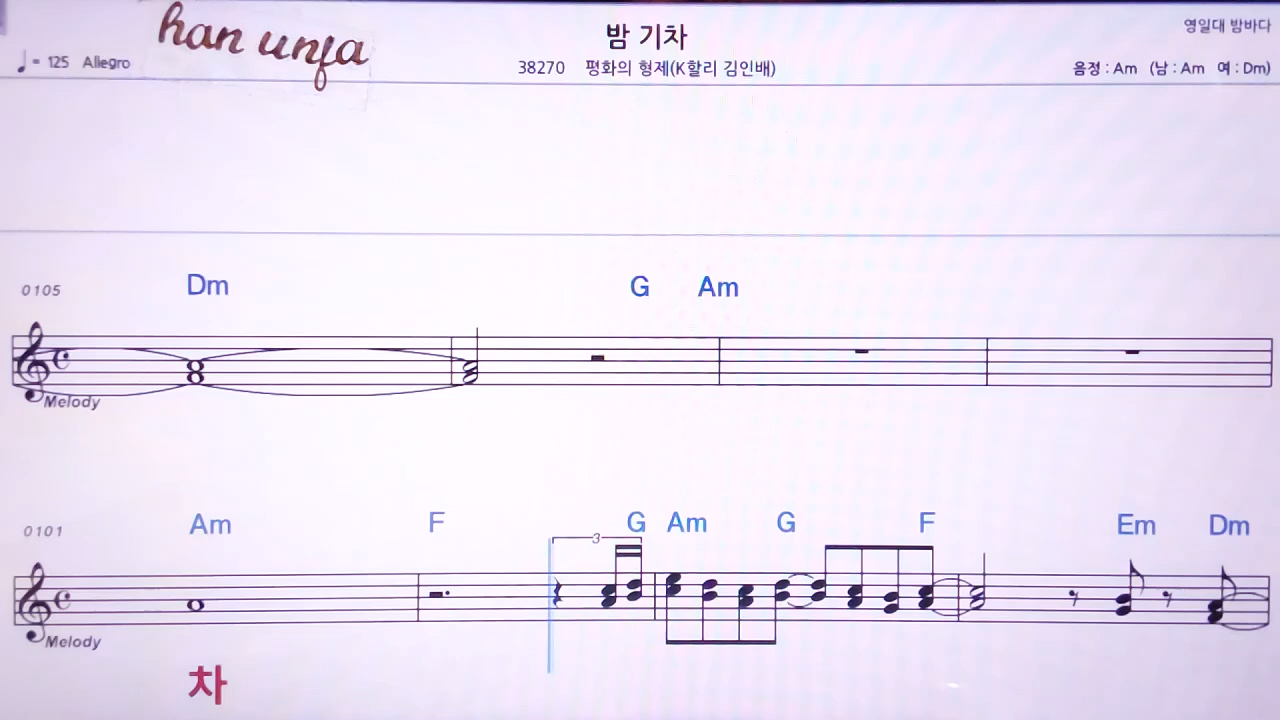 han unja
밤 기차
영일대 밤바다
♩= 125 Allegro
38270 평화의 형제(K할리 김인배)
음정 : Am (남 : Am 여 : Dm)
0105 Dm G Am
Melody
0101 Am F G Am G F Em Dm
3
Melody
차